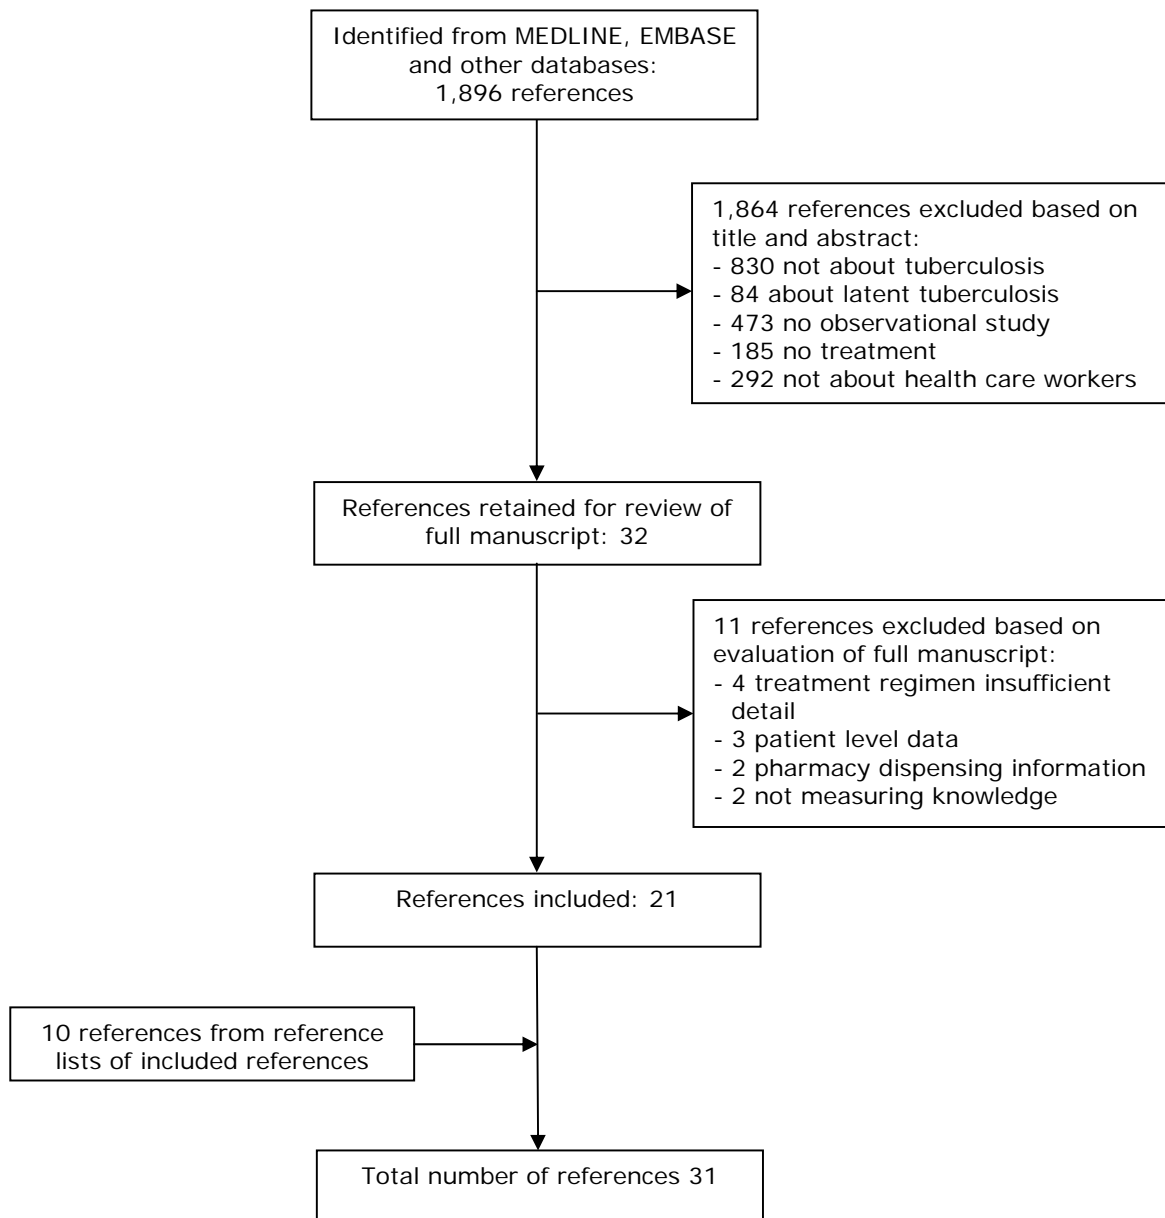 Identified from MEDLINE, EMBASE
and other databases:
1,896 references
1,864 references excluded based on
title and abstract:
- 830 not about tuberculosis
- 84 about latent tuberculosis
- 473 no observational study
- 185 no treatment
- 292 not about health care workers
References retained for review of
full manuscript: 32
11 references excluded based on
evaluation of full manuscript:
- 4 treatment regimen insufficient
detail
- 3 patient level data
- 2 pharmacy dispensing information
- 2 not measuring knowledge
References included: 21
10 references from reference
lists of included references
Total number of references 31